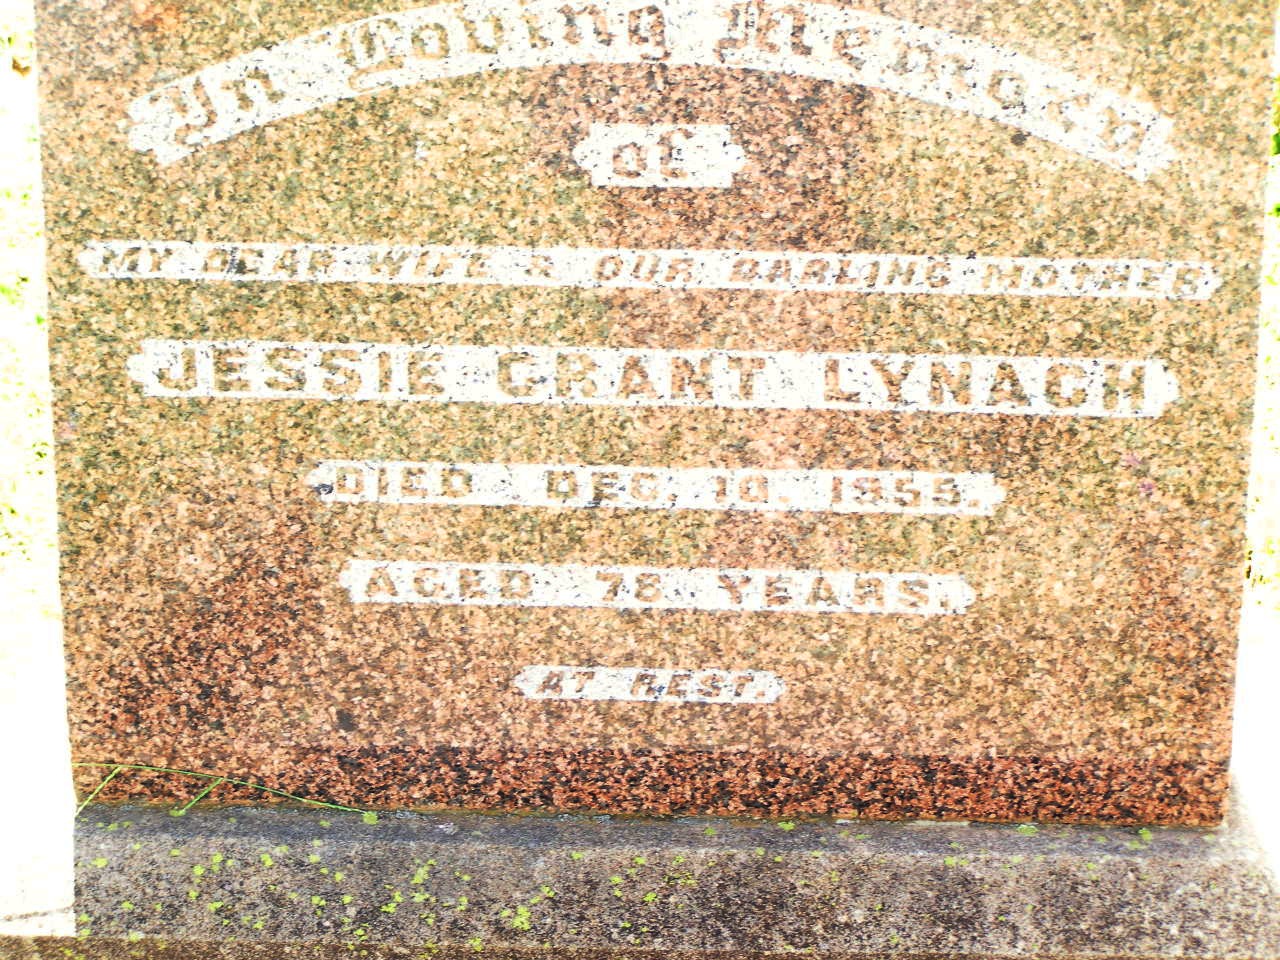 In Loving Memory
of
MY DEAR WIFE & OUR DARLING MOTHER
JESSIE GRANT LYNAGH
DIED DEC. 10. 1955.
AGED 78 YEARS.
AT REST.